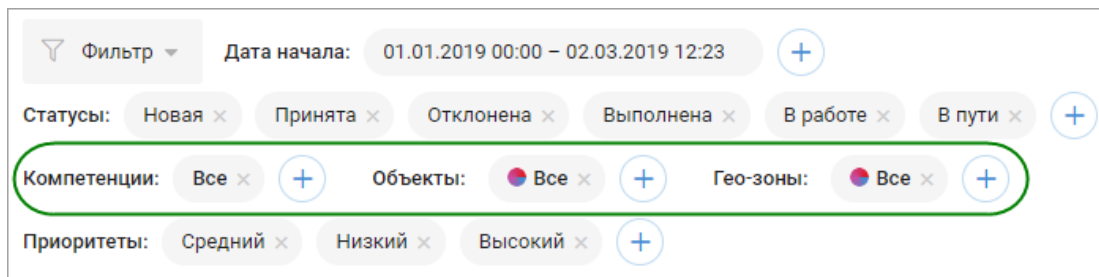 Фильтр Дата начала: 01.01.2019 00:00 – 02.03.2019 12:23
Статусы: Новая × Принята × Отклонена × Выполнена × В работе × В пути ×
Компетенции: Все × Объекты: Все × Гео-зоны: Все ×
Приоритеты: Средний × Низкий × Высокий ×